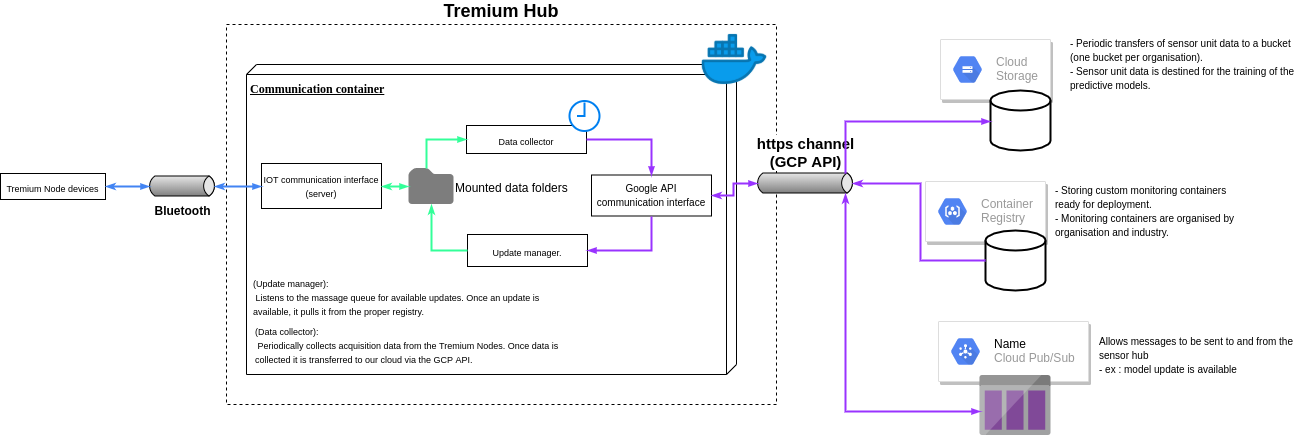 Tremium Hub
Communication container
Data collector
IOT communication interface
(server)
Mounted data folders
Google API
communication interface
Update manager.
Tremium Node devices
Bluetooth
(Update manager):
Listens to the massage queue for available updates. Once an update is
available, it pulls it from the proper registry.
(Data collector):
Periodically collects acquisition data from the Tremium Nodes. Once data is
collected it is transferred to our cloud via the GCP API.
https channel
(GCP API)
Cloud
Storage
- Periodic transfers of sensor unit data to a bucket
(one bucket per organisation).
- Sensor unit data is destined for the training of the
predictive models.
Container
Registry
- Storing custom monitoring containers
ready for deployment.
- Monitoring containers are organised by
organisation and industry.
Name
Cloud Pub/Sub
Allows messages to be sent to and from the
sensor hub
- ex : model update is available